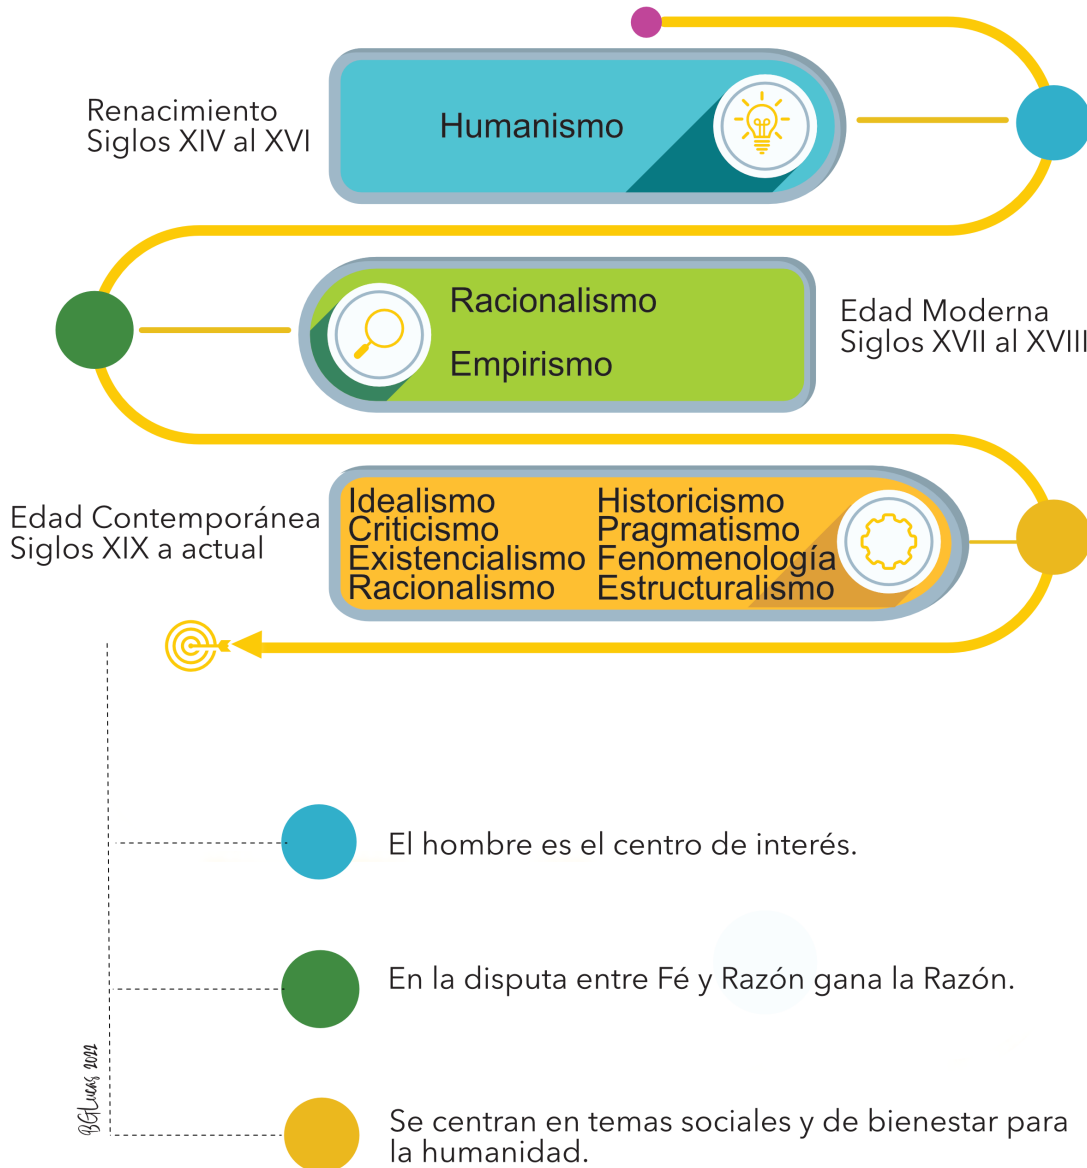 Renacimiento
Siglos XIV al XVI
Humanismo
Racionalismo
Empirismo
Edad Moderna
Siglos XVII al XVIII
Edad Contemporánea
Siglos XIX a actual
Idealismo
Criticismo
Existencialismo
Racionalismo
Historicismo
Pragmatismo
Fenomenología
Estructuralismo
El hombre es el centro de interés.
En la disputa entre Fé y Razón gana la Razón.
Se centran en temas sociales y de bienestar para
la humanidad.
BGLucas 2022